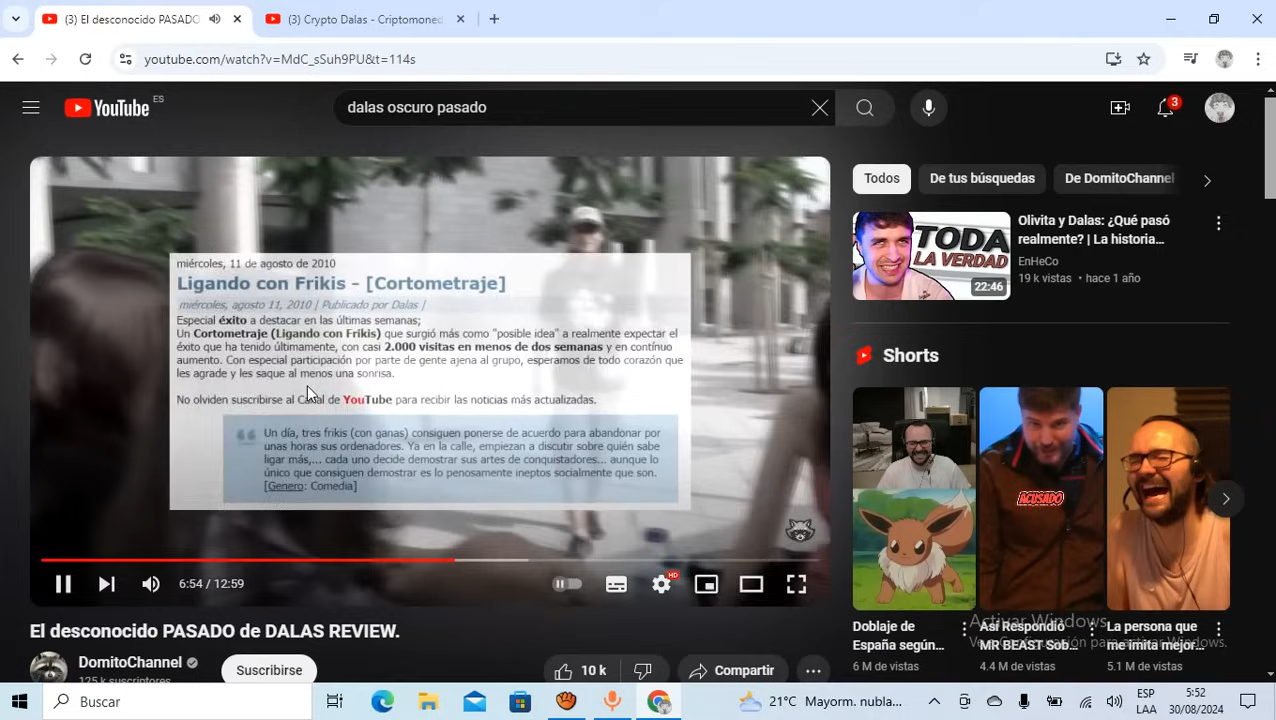 (3) El desconocido PASADO
(3) Crypto Dalas - Criptomoned
youtube.com/watch?v=MdC_sSuh9PU&t=114s
YouTube ES
dalas oscuro pasado
3
miércoles, 11 de agosto de 2010
Ligando con Frikis - [Cortometraje]
miércoles, agosto 11, 2010 | Publicado por Dalas |
Especial éxito a destacar en las últimas semanas;
Un Cortometraje (Ligando con Frikis) que surgió más como "posible idea" a realmente expectar el
éxito que ha tenido últimamente, con casi 2.000 visitas en menos de dos semanas y en contínuo
aumento. Con especial participación por parte de gente ajena al grupo, esperamos de todo corazón que
les agrade y les saque al menos una sonrisa.
No olviden suscribirse al Canal de YouTube para recibir las noticias más actualizadas.
Un día, tres frikis (con ganas) consiguen ponerse de acuerdo para abandonar por
unas horas sus ordenadores. Ya en la calle, empiezan a discutir sobre quién sabe
ligar más,... cada uno decide demostrar sus artes de conquistadores... aunque lo
único que consiguen demostrar es lo penosamente ineptos socialmente que son.
[Genero: Comedia]
6:54 / 12:59
HD
El desconocido PASADO de DALAS REVIEW.
DomitoChannel
125 k suscriptores
Suscribirse
10 k
Compartir
Todos
De tus búsquedas
De DomitoChannel
TODA
LA VERDAD
22:46
Olivita y Dalas: ¿Qué pasó
realmente? | La historia...
EnHeCo
19 k vistas • hace 1 año
Shorts
ACUSADO
Doblaje de
España según...
6 M de vistas
Así Respondió
MR BEAST Sob...
4.4 M de vistas
La persona que
me imita mejor...
5.1 M de vistas
Activar Windows
Ve a Configuración para activar Windows.
Buscar
21°C Mayorm. nubla...
ESP
LAA
5:52
30/08/2024